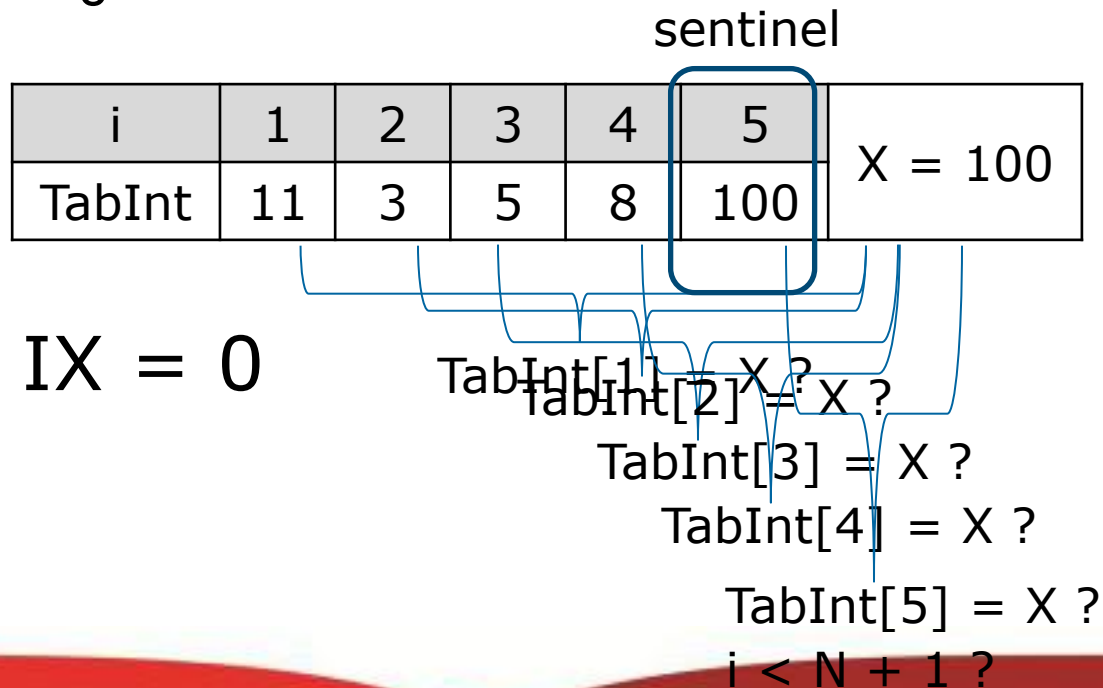 sentinel
i 1 2 3 4 5 X = 100
TabInt 11 3 5 8 100
IX = 0
TabInt[1] = X ?
TabInt[2] = X ?
TabInt[3] = X ?
TabInt[4] = X ?
TabInt[5] = X ?
i < N + 1 ?